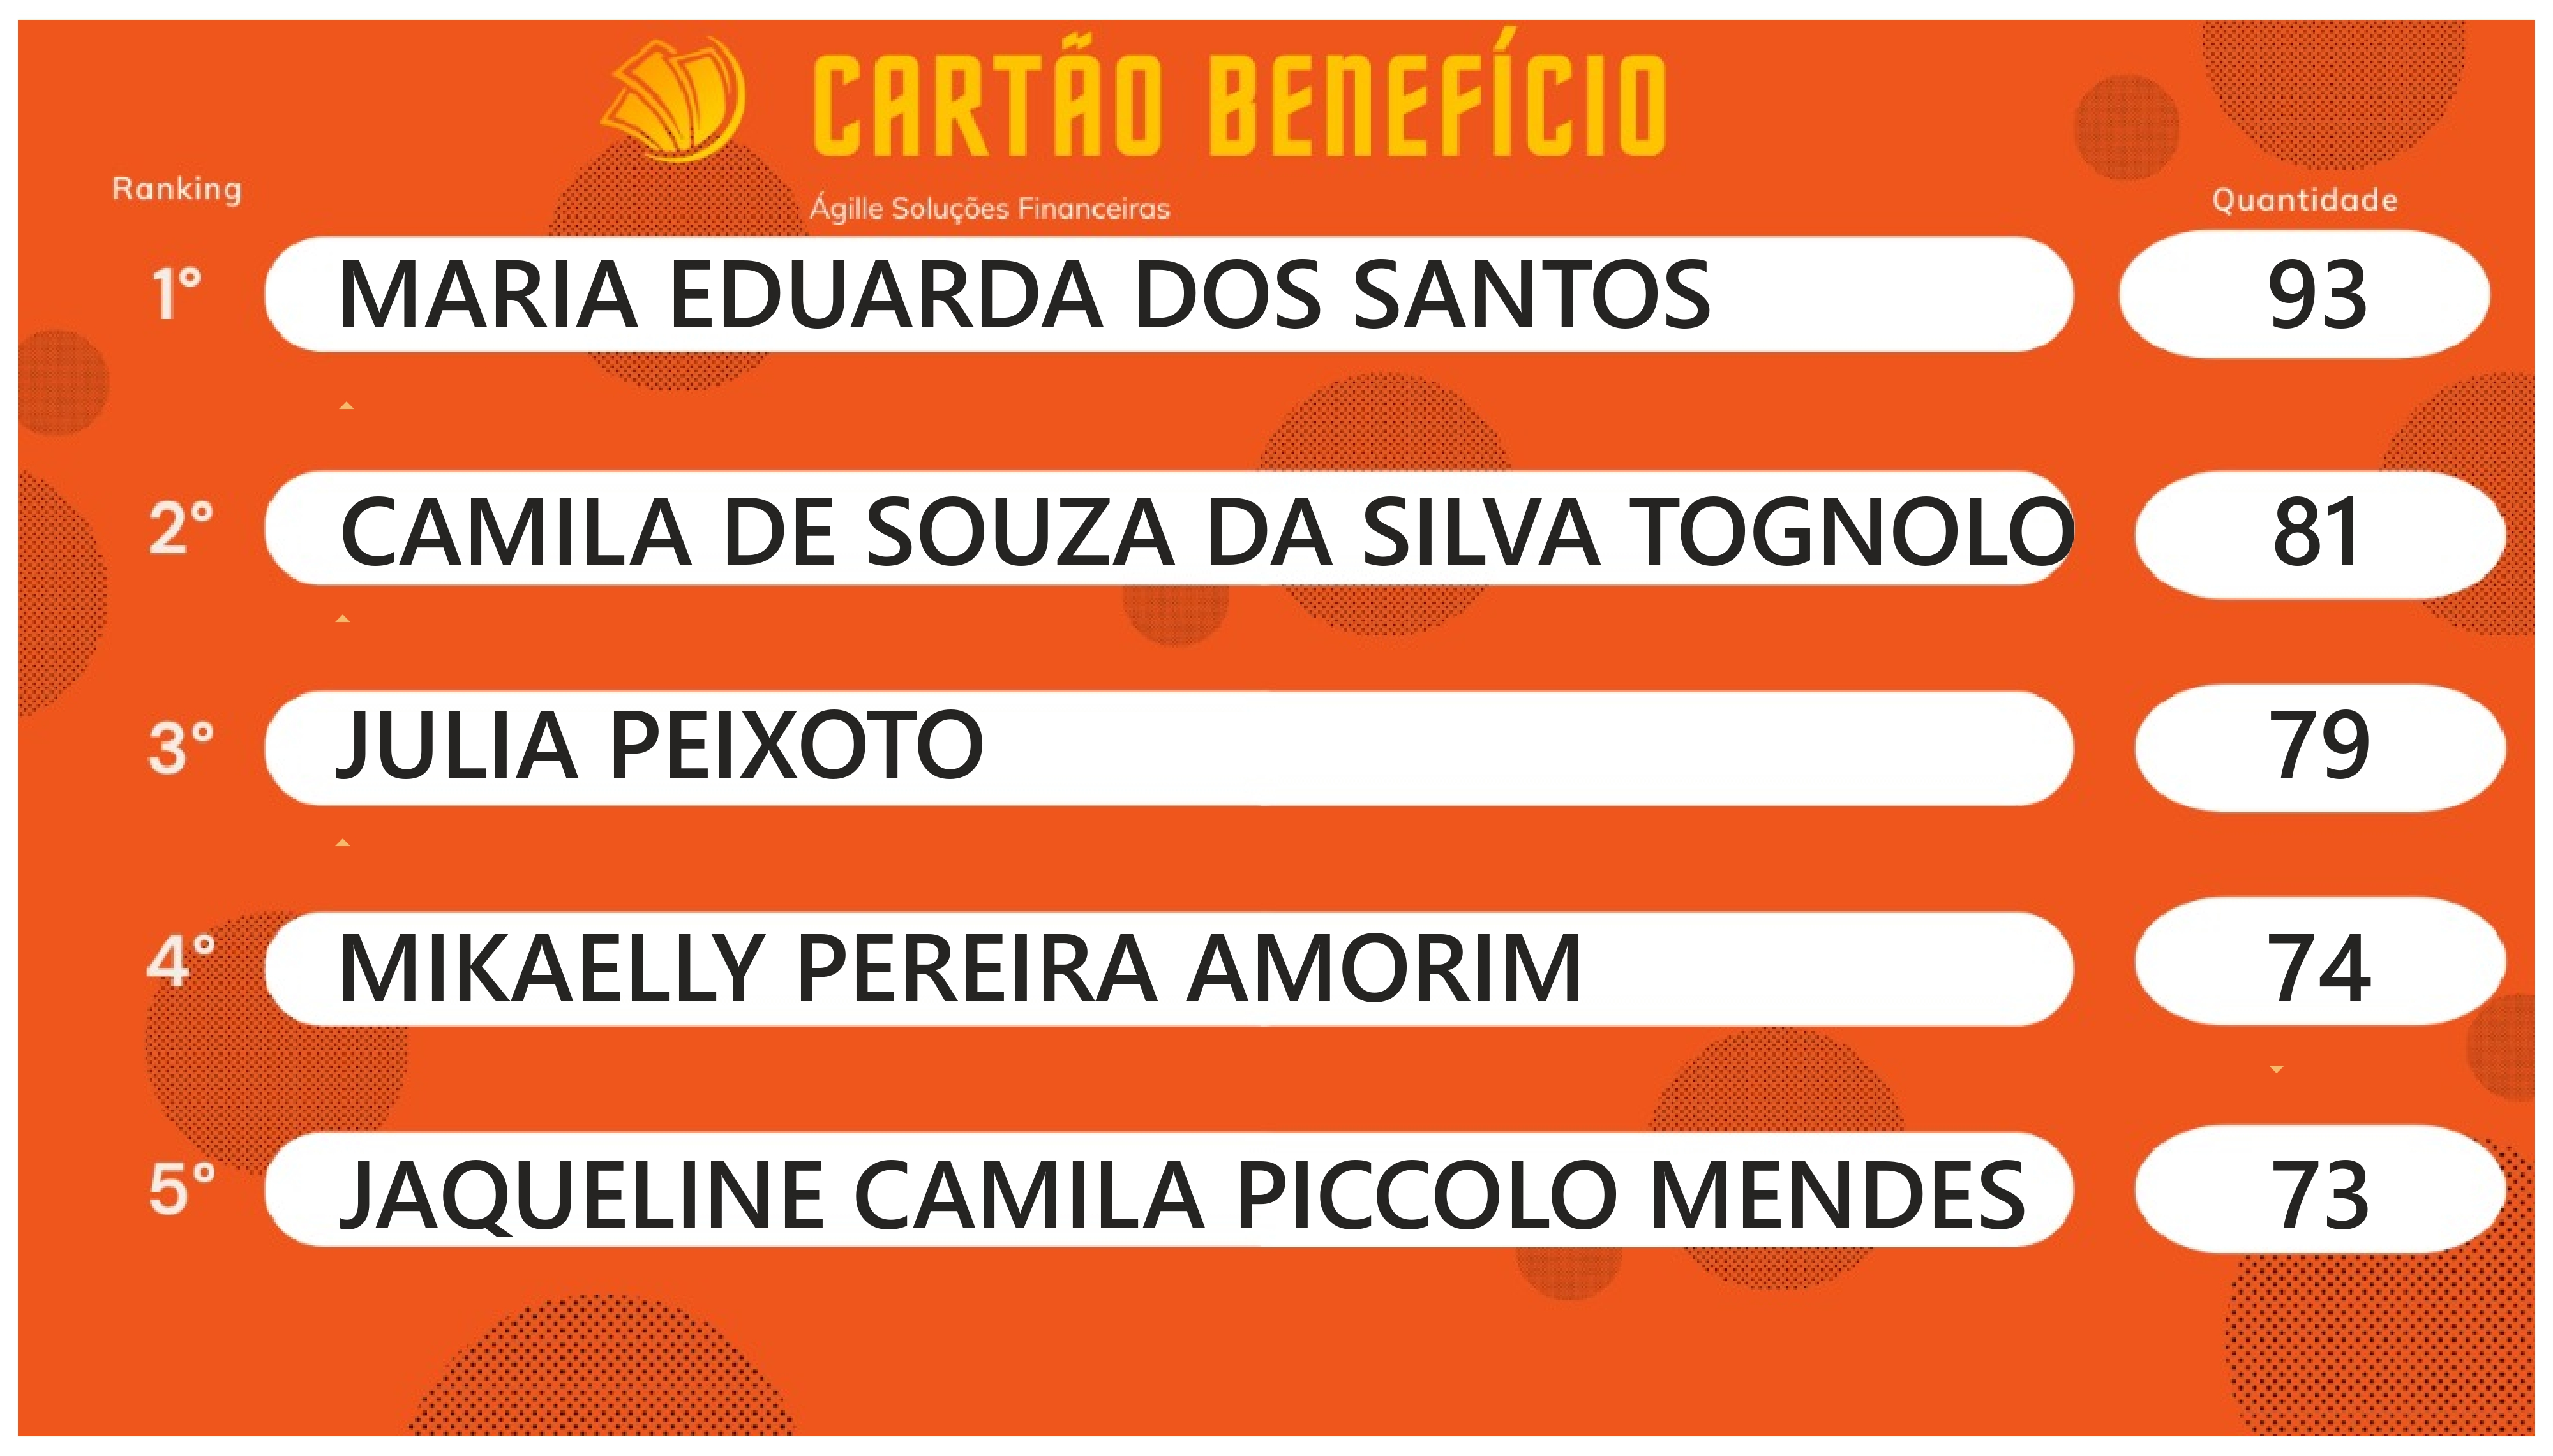 CARTÃO BENEFÍCIO
Ranking
Ágille Soluções Financeiras
Quantidade
1° MARIA EDUARDA DOS SANTOS 93
2° CAMILA DE SOUZA DA SILVA TOGNOLO 81
3° JULIA PEIXOTO 79
4° MIKAELLY PEREIRA AMORIM 74
5° JAQUELINE CAMILA PICCOLO MENDES 73